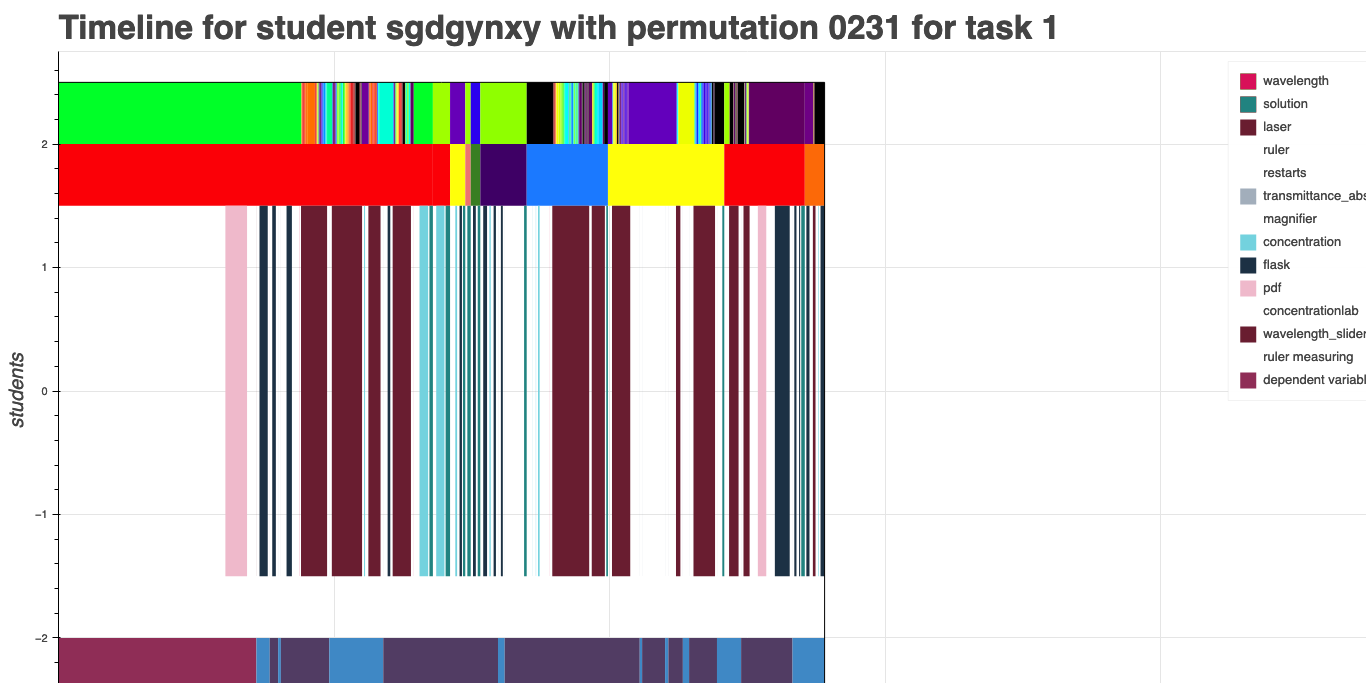 Timeline for student sgdgynxy with permutation 0231 for task 1
2
1
0
−1
−2
students
wavelength
solution
laser
ruler
restarts
transmittance_abs
magnifier
concentration
flask
pdf
concentrationlab
wavelength_slider
ruler measuring
dependent variabl